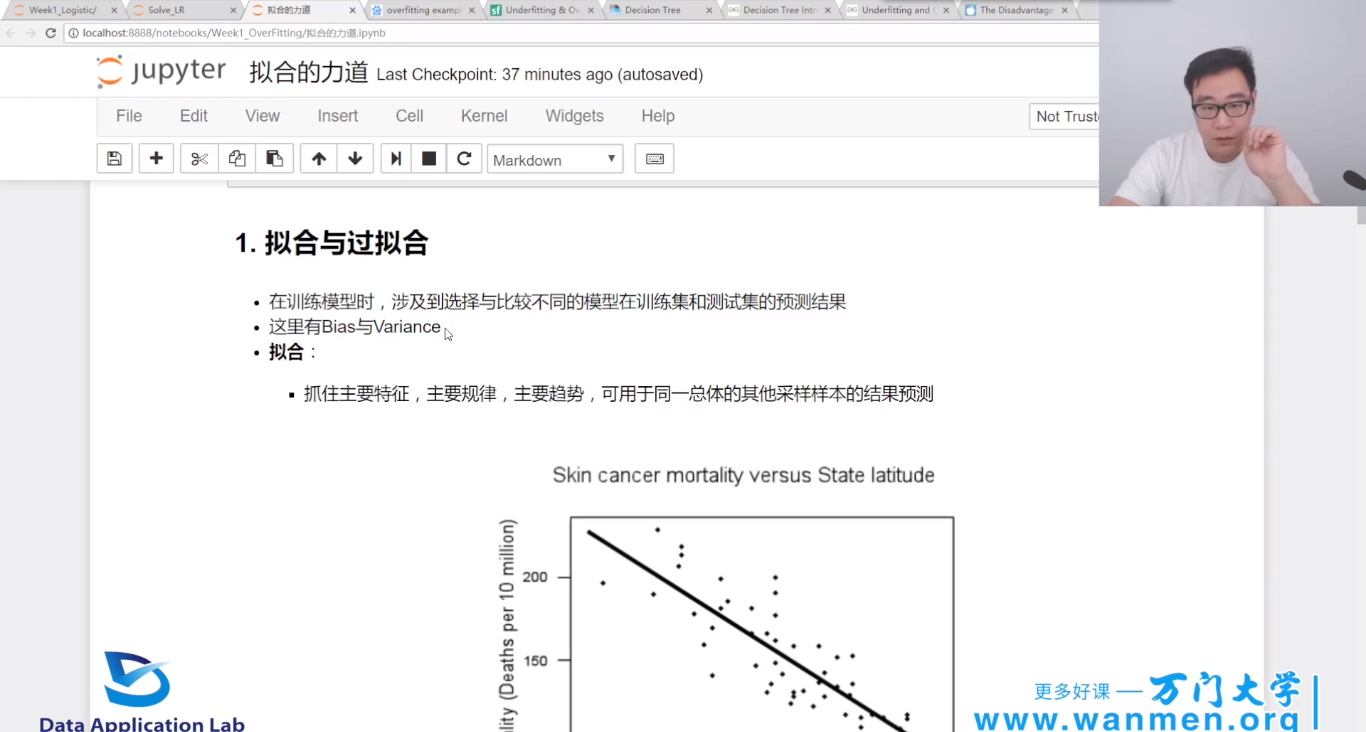 Week1_Logistic/
Solve_LR
拟合的力道
overfitting exampl
Underfitting & Ov
Decision Tree
Decision Tree Intr
Underfitting and O
The Disadvantage
localhost:8888/notebooks/Week1_OverFitting/拟合的力道.ipynb
jupyter 拟合的力道 Last Checkpoint: 37 minutes ago (autosaved)
File Edit View Insert Cell Kernel Widgets Help
Not Truste
Markdown
1. 拟合与过拟合
在训练模型时，涉及到选择与比较不同的模型在训练集和测试集的预测结果
这里有Bias与Variance
拟合：
抓住主要特征，主要规律，主要趋势，可用于同一总体的其他采样样本的结果预测
Skin cancer mortality versus State latitude
ality (Deaths per 10 million)
200
150
Data Application Lab
更多好课 — 万门大学
www.wanmen.org